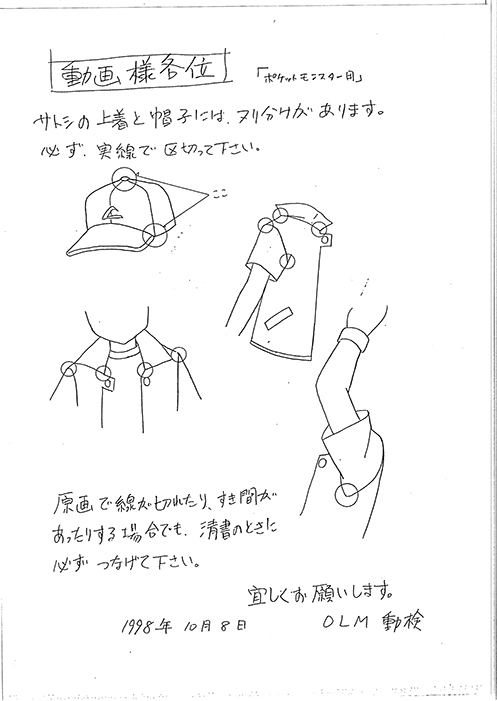 動画様各位
「ポケットモンスター用」
サトシの上着と帽子には、ヌリ分けがあります。
必ず、実線で区切って下さい。
ここ
原画で線が切れたり、すき間が
あったりする場合でも、清書のときに
必ずつなげて下さい。
宜しくお願いします。
1998年10月8日
OLM 動検